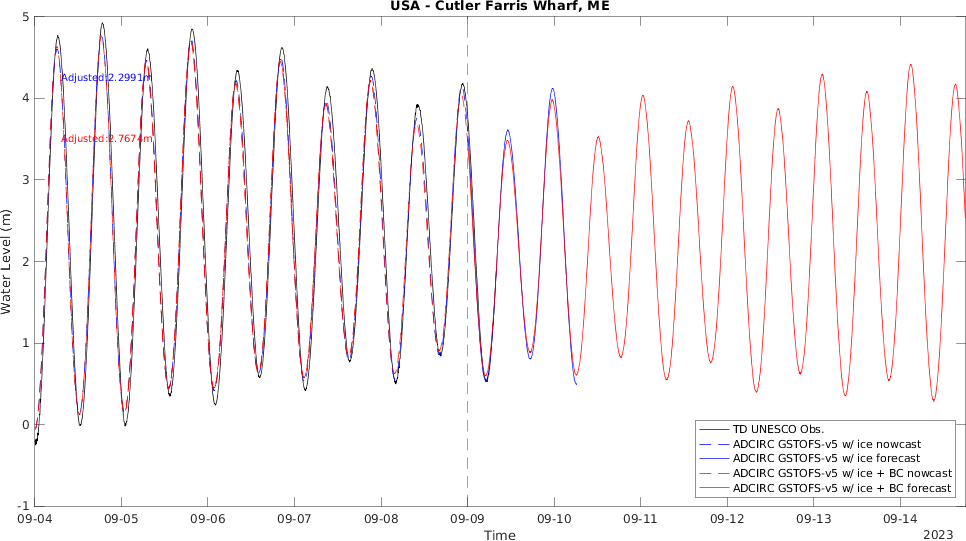 USA - Cutler Farris Wharf, ME
5
4
3
2
1
0
-1
Water Level (m)
Adjusted:2.2991m
Adjusted:2.7674m
TD UNESCO Obs.
ADCIRC GSTOFS-v5 w/ ice nowcast
ADCIRC GSTOFS-v5 w/ ice forecast
ADCIRC GSTOFS-v5 w/ ice + BC nowcast
ADCIRC GSTOFS-v5 w/ ice + BC forecast
09-04 09-05 09-06 09-07 09-08 09-09 09-10 09-11 09-12 09-13 09-14
Time
2023